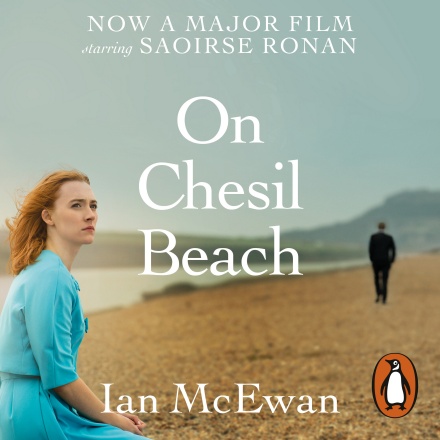 NOW A MAJOR FILM
starring SAOIRSE RONAN
On
Chesil
Beach
Ian McEwan